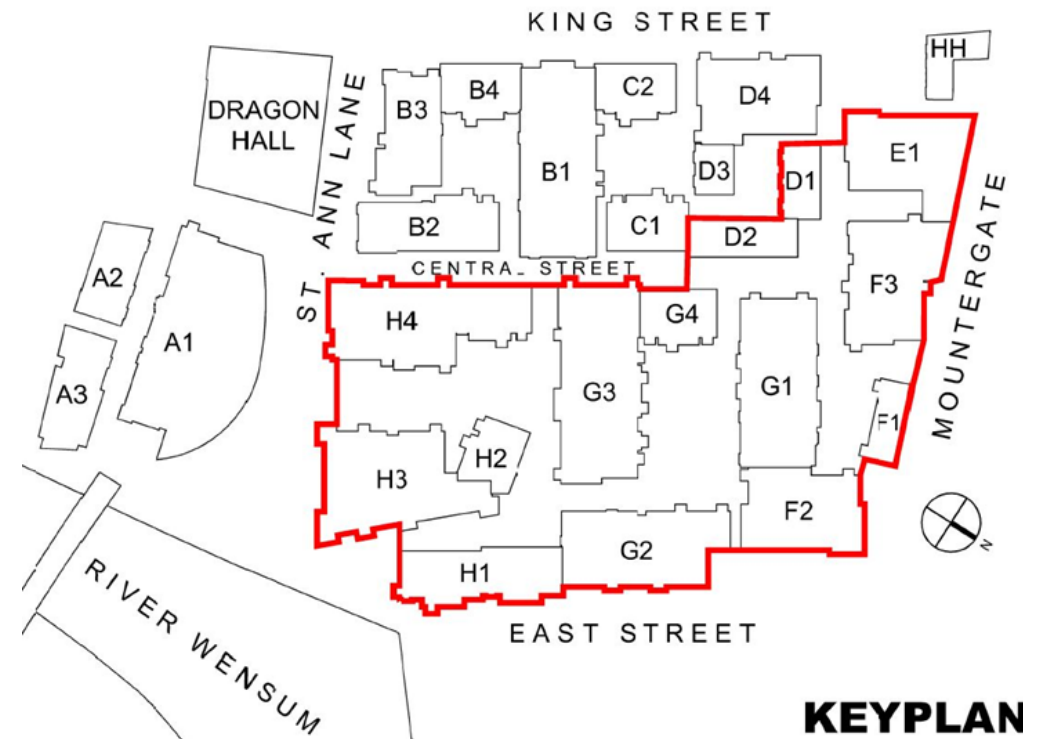 KING STREET
HH
DRAGON
HALL
ST. ANN LANE
B3
B4
B1
C2
D4
E1
D3
D1
B2
C1
D2
MOUNTERGATE
A2
A1
A3
CENTRAL STREET
H4
G4
F3
G3
G1
F1
H2
H3
F2
G2
H1
N
RIVER WENSUM
EAST STREET
KEYPLAN